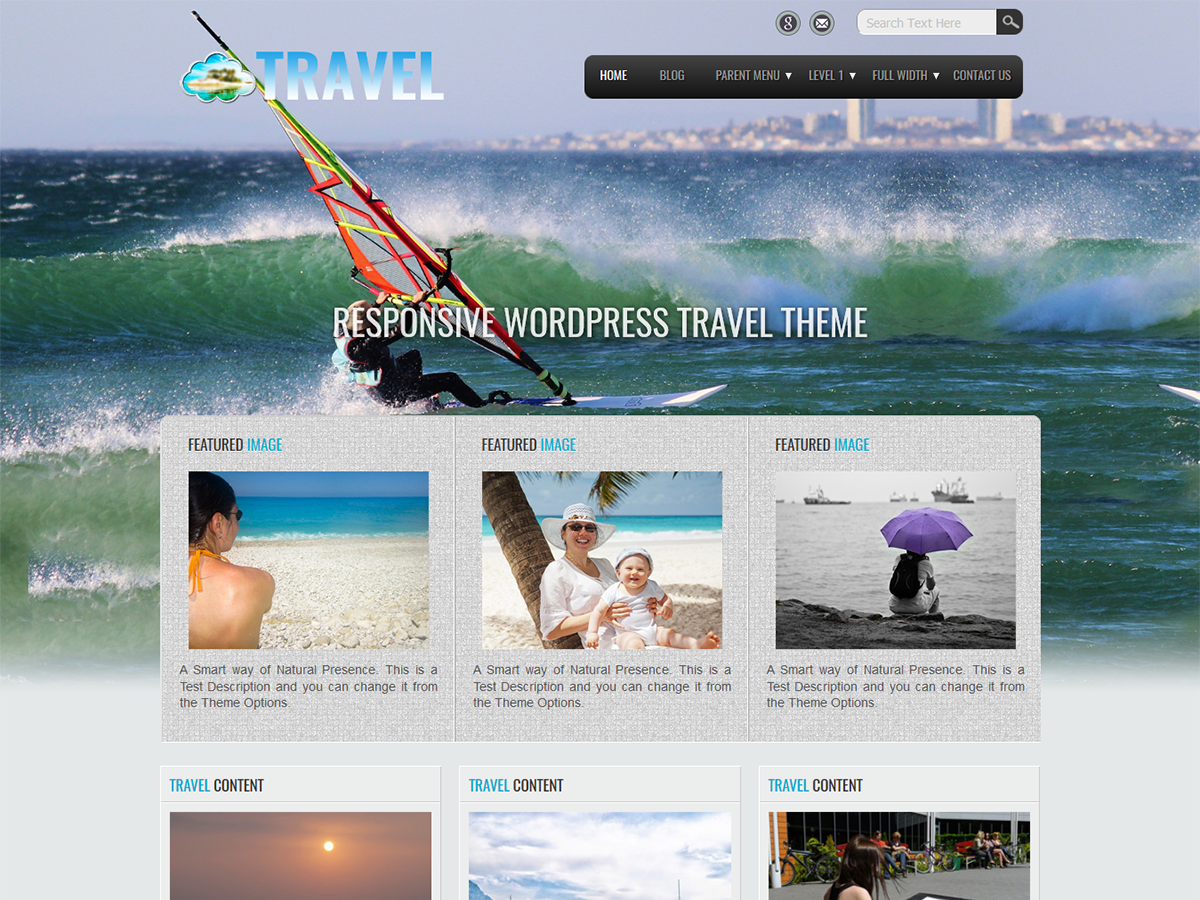 Search Text Here
TRAVEL
HOME BLOG PARENT MENU LEVEL 1 FULL WIDTH CONTACT US
RESPONSIVE WORDPRESS TRAVEL THEME
FEATURED IMAGE
A Smart way of Natural Presence. This is a
Test Description and you can change it from
the Theme Options.
FEATURED IMAGE
A Smart way of Natural Presence. This is a
Test Description and you can change it from
the Theme Options.
FEATURED IMAGE
A Smart way of Natural Presence. This is a
Test Description and you can change it from
the Theme Options.
TRAVEL CONTENT
TRAVEL CONTENT
TRAVEL CONTENT